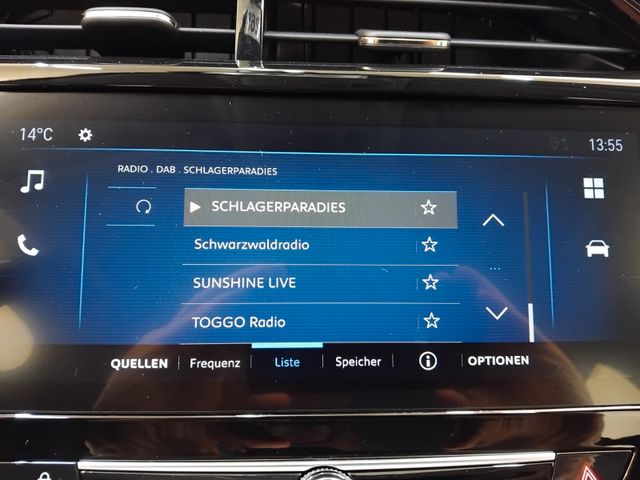 14°C
13:55
RADIO . DAB . SCHLAGERPARADIES
SCHLAGERPARADIES
Schwarzwaldradio
SUNSHINE LIVE
TOGGO Radio
QUELLEN Frequenz Liste Speicher OPTIONEN